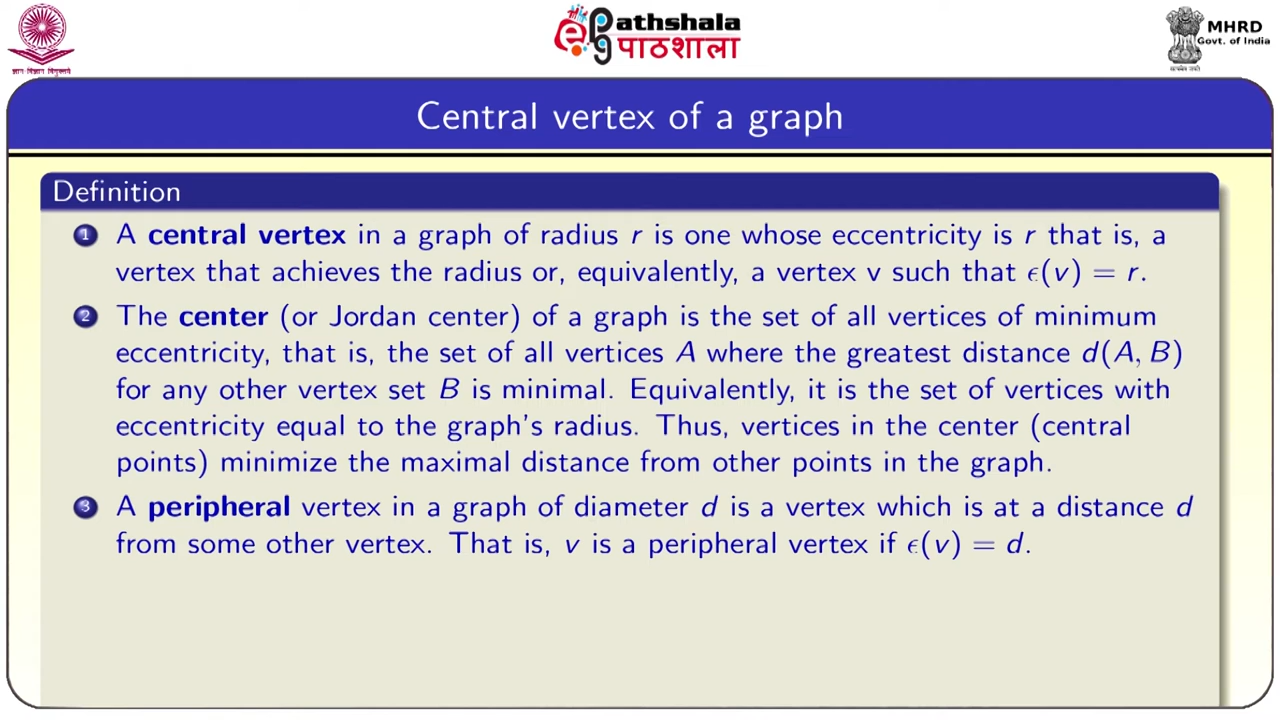 ज्ञान-विज्ञान विमुक्तये
ePG Pathshala
पाठशाला
MHRD
Govt. of India
सत्यमेव जयते
Central vertex of a graph
Definition
1 A central vertex in a graph of radius r is one whose eccentricity is r that is, a
vertex that achieves the radius or, equivalently, a vertex v such that ϵ(v) = r.
2 The center (or Jordan center) of a graph is the set of all vertices of minimum
eccentricity, that is, the set of all vertices A where the greatest distance d(A, B)
for any other vertex set B is minimal. Equivalently, it is the set of vertices with
eccentricity equal to the graph's radius. Thus, vertices in the center (central
points) minimize the maximal distance from other points in the graph.
3 A peripheral vertex in a graph of diameter d is a vertex which is at a distance d
from some other vertex. That is, v is a peripheral vertex if ϵ(v) = d.